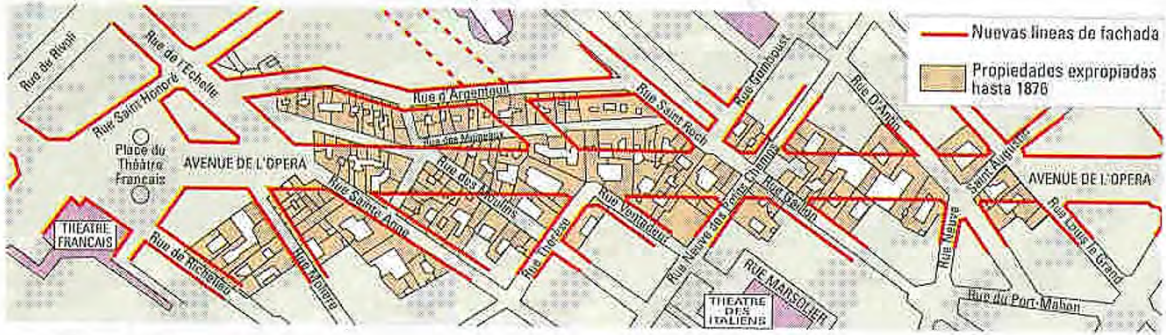 Nuevas líneas de fachada
Propiedades expropiadas
hasta 1876
Rue de Rivoli
Rue de l'Echelle
Rue Saint Honoré
Place du
Théâtre
Français
AVENUE DE L'OPERA
THEATRE
FRANCAIS
Rue de Richelieu
Rue Molière
Rue Sainte Anne
Rue d'Argenteuil
Rue des Moineaux
Rue des Moulins
Rue Thérèse
Rue Ventadour
Rue Saint Roch
Rue Gomboust
Rue Neuve des Petits Champs
Rue Gaillon
Rue D'Antin
THEATRE
DES
ITALIENS
RUE MARSOLIER
Rue Neuve
Saint Augustin
Rue Louis le Grand
AVENUE DE L'OPERA
Rue du Port-Mahon